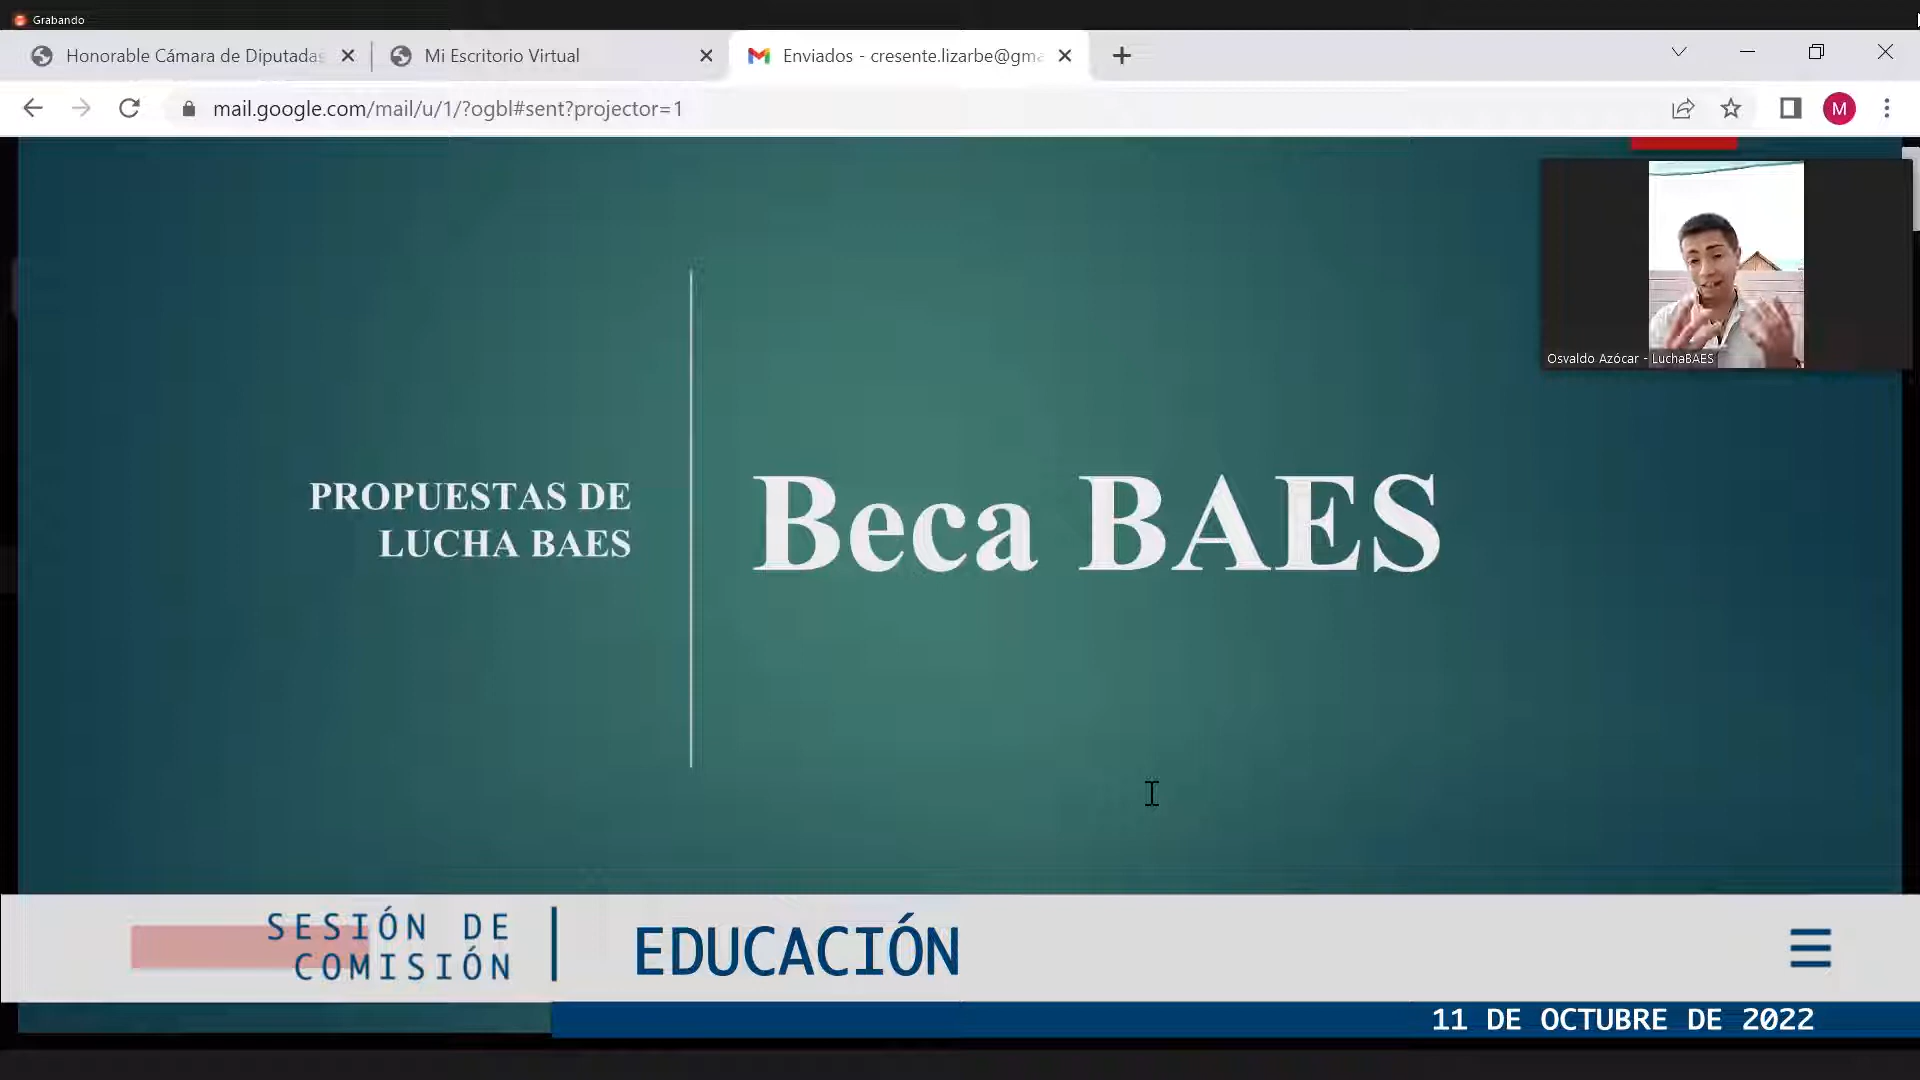 Grabando
Honorable Cámara de Diputadas
Mi Escritorio Virtual
Enviados - cresente.lizarbe@gma
mail.google.com/mail/u/1/?ogbl#sent?projector=1
M
Osvaldo Azócar - LuchaBAES
PROPUESTAS DE
LUCHA BAES
Beca BAES
SESIÓN DE
COMISIÓN
EDUCACIÓN
11 DE OCTUBRE DE 2022